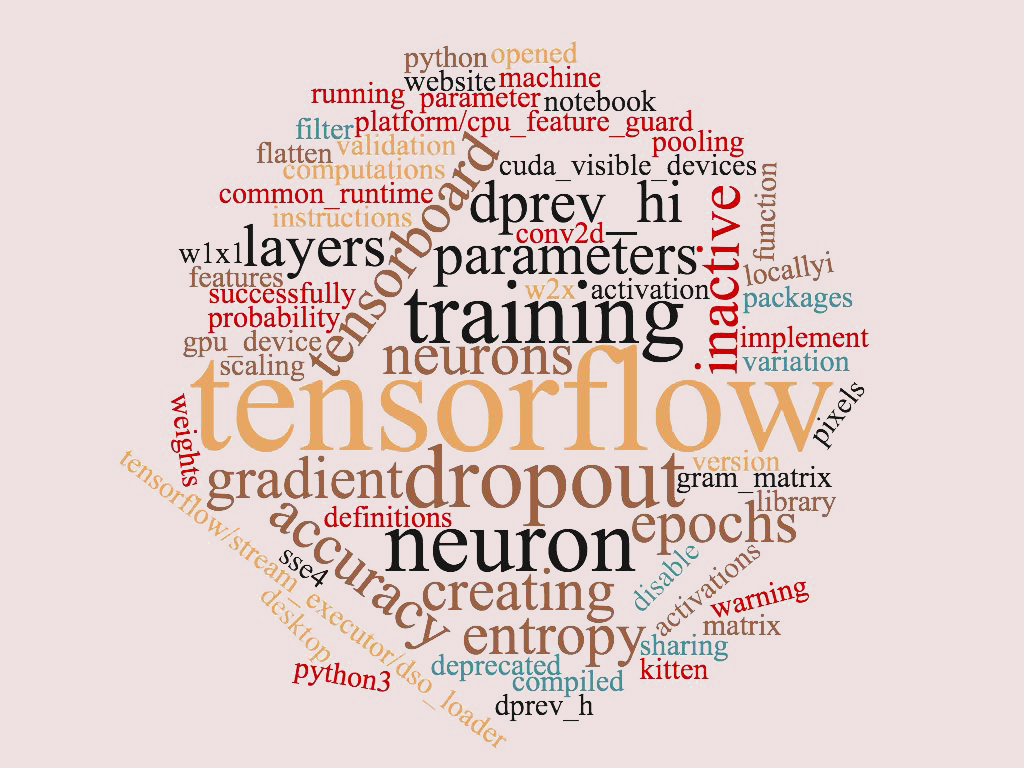 python opened
website machine
running parameter notebook
filter platform/cpu_feature_guard
flatten validation pooling
computations cuda_visible_devices
common_runtime dprev_hi
instructions conv2d
tensorboard
inactive
function
w1x1 layers parameters
features w2x activation locallyi
successfully training packages
probability
gpu_device neurons implement
scaling variation
tensorflow
pixels
weights
gradient dropout version
gram_matrix
library
accuracy definitions neuron epochs
tensorflow/stream_executor/dso_loader
sse4 creating disable activations
desktop warning
entropy matrix
sharing
python3 deprecated kitten
compiled
dprev_h